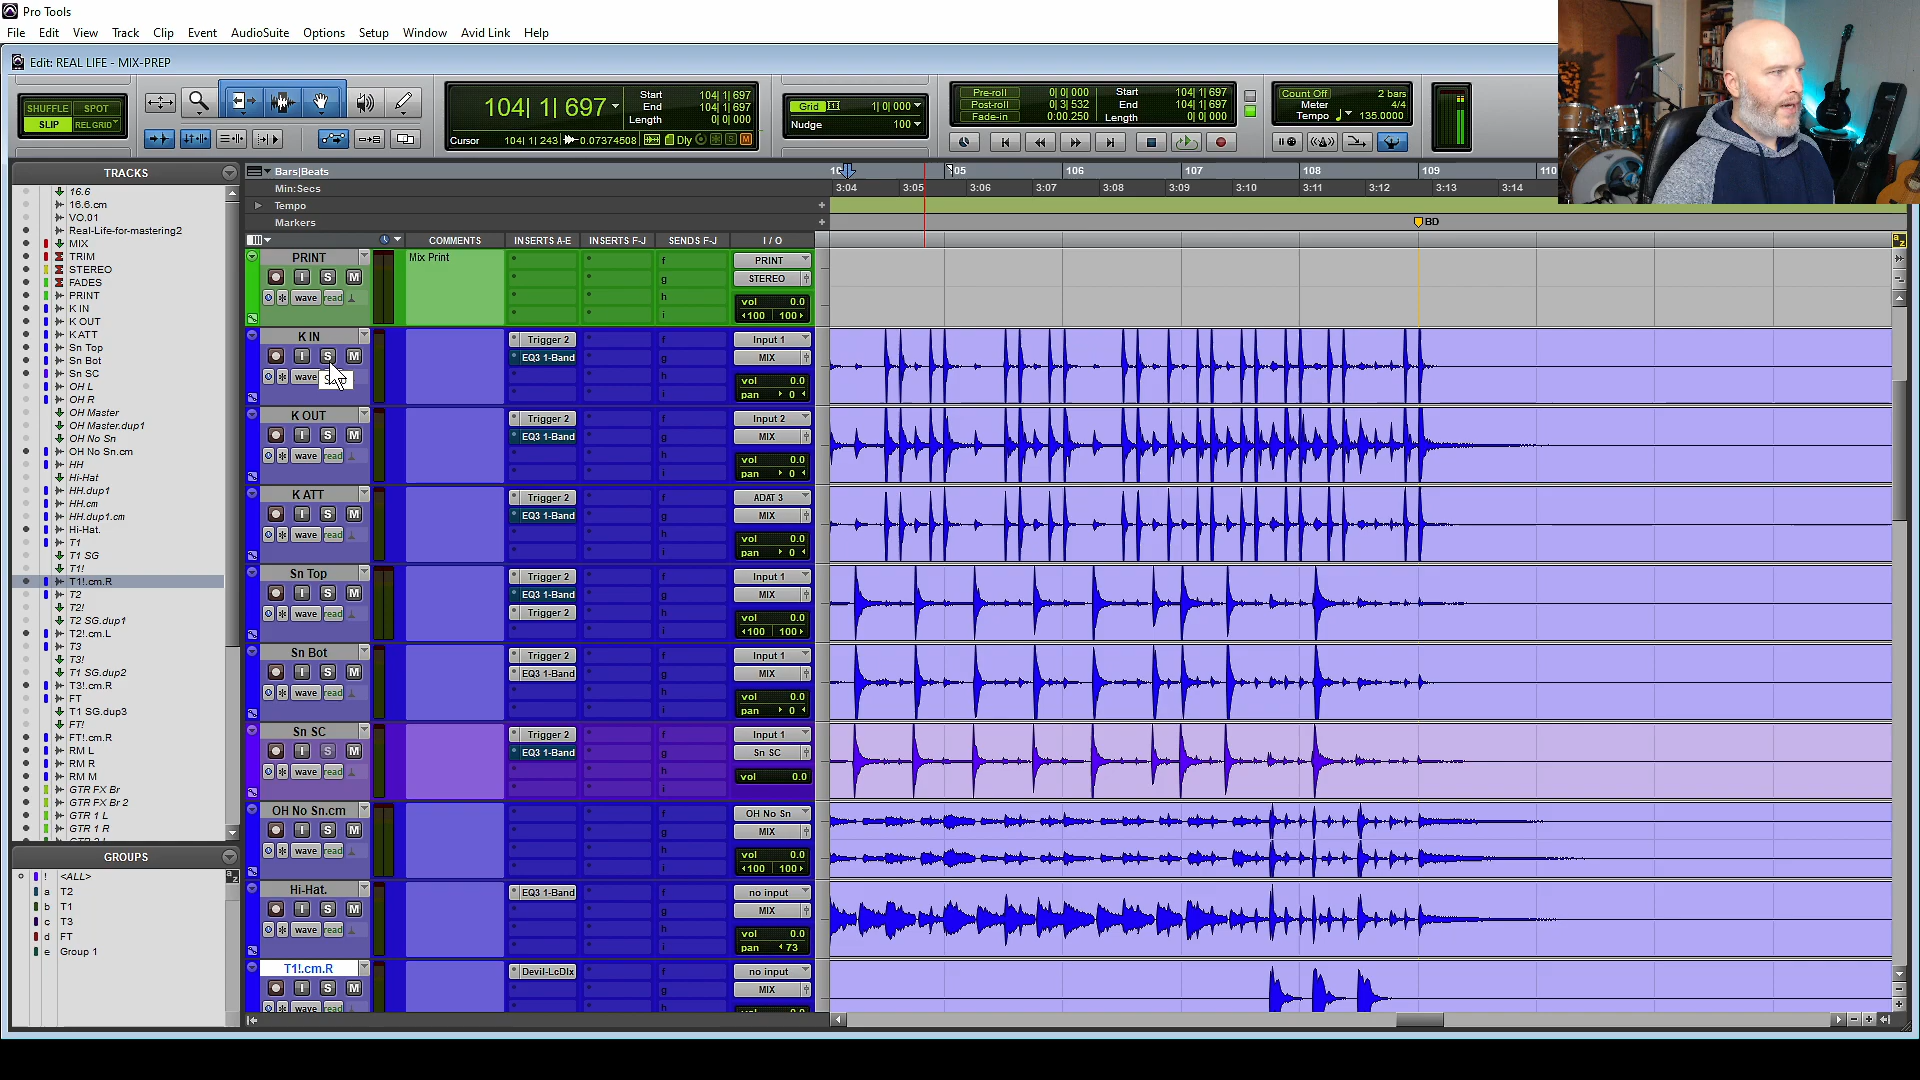 Pro Tools
File Edit View Track Clip Event AudioSuite Options Setup Window Avid Link Help
Edit: REAL LIFE - MIX-PREP
SHUFFLE SPOT
SLIP RELGRID
104| 1| 697
Start 104| 1| 697
End 104| 1| 697
Length 0| 0| 000
Cursor 104| 1| 243 -0.07374508 Dly
Grid 1| 0| 000
Nudge 100
Pre-roll 0| 0| 000
Post-roll 0| 3| 532
Fade-in 0:00.250
Start 104| 1| 697
End 104| 1| 697
Length 0| 0| 000
Count Off 2 bars
Meter 4/4
Tempo 135.0000
TRACKS
16.6
16.6.cm
VO.01
Real-Life-for-mastering2
MIX
TRIM
STEREO
FADES
PRINT
K IN
K OUT
K ATT
Sn Top
Sn Bot
Sn SC
OH L
OH R
OH Master
OH Master.dup1
OH No Sn
OH No Sn.cm
HH
Hi-Hat
HH.dup1
HH.cm
HH.dup1.cm
Hi-Hat.
T1
T1 SG
T1!
T1!.cm.R
T2
T2!
T2 SG.dup1
T2!.cm.L
T3
T3!
T1 SG.dup2
T3!.cm.R
FT
T1 SG.dup3
FT!
FT!.cm.R
RM L
RM R
RM M
GTR FX Br
GTR FX Br 2
GTR 1 L
GTR 1 R
GROUPS
! <ALL>
a T2
b T1
c T3
d FT
e Group 1
Bars|Beats
105 106 107 108 109 110
Min:Secs
3:04 3:05 3:06 3:07 3:08 3:09 3:10 3:11 3:12 3:13 3:14
Tempo
Markers
BD
COMMENTS INSERTS A-E INSERTS F-J SENDS F-J I / O
PRINT
I S M
wave read
Mix Print
f
g
h
i
PRINT
STEREO
vol 0.0
100 100
K IN
I S M
wave
Trigger 2
EQ3 1-Band
f
g
h
i
Input 1
MIX
vol 0.0
pan 0
K OUT
I S M
wave read
Trigger 2
EQ3 1-Band
f
g
h
i
Input 2
MIX
vol 0.0
pan 0
K ATT
I S M
wave read
Trigger 2
EQ3 1-Band
f
g
h
i
ADAT 3
MIX
vol 0.0
pan 0
Sn Top
I S M
wave read
Trigger 2
EQ3 1-Band
Trigger 2
f
g
h
i
Input 1
MIX
vol 0.0
100 100
Sn Bot
I S M
wave read
Trigger 2
EQ3 1-Band
f
g
h
i
Input 1
MIX
vol 0.0
pan 0
Sn SC
I S M
wave read
Trigger 2
EQ3 1-Band
f
g
h
i
Input 1
Sn SC
vol 0.0
OH No Sn.cm
I S M
wave read
f
g
h
i
OH No Sn
MIX
vol 0.0
100 100
Hi-Hat.
I S M
wave read
EQ3 1-Band
f
g
h
i
no input
MIX
vol 0.0
pan 73
T1!.cm.R
I S M
wave read
Devil-LcDlx
f
g
h
no input
MIX